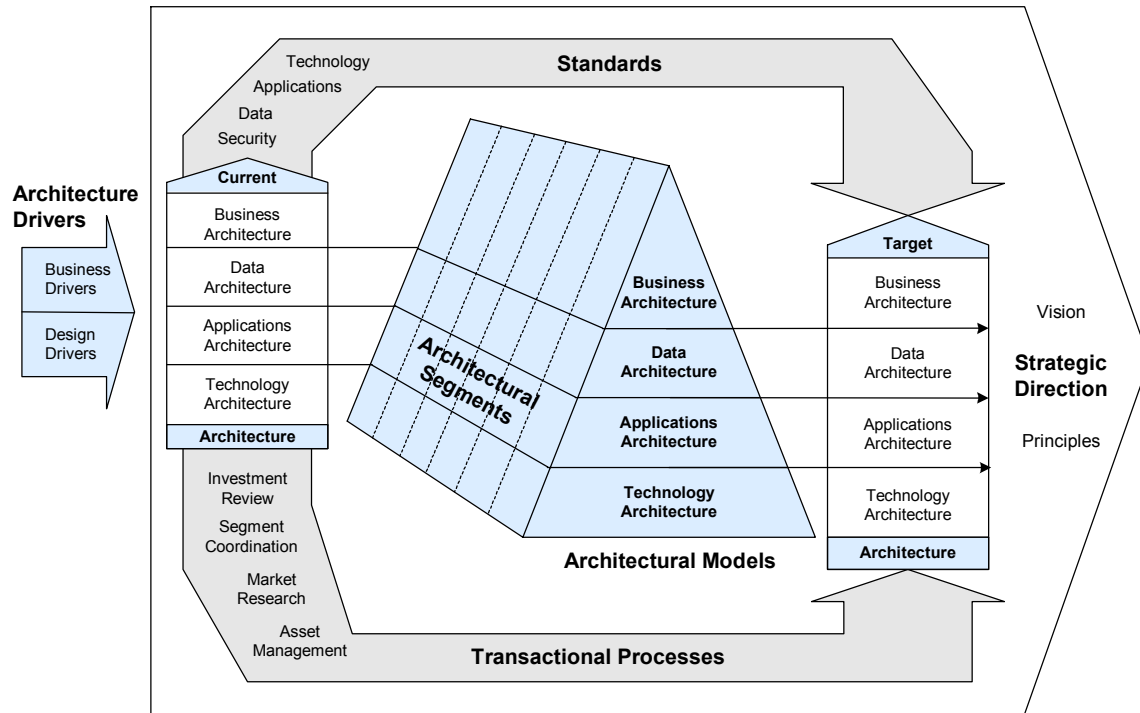 Technology
Applications
Data
Security
Standards
Architecture
Drivers
Business
Drivers
Design
Drivers
Current
Business
Architecture
Data
Architecture
Applications
Architecture
Technology
Architecture
Architecture
Architectural
Segments
Business
Architecture
Data
Architecture
Applications
Architecture
Technology
Architecture
Architectural Models
Target
Business
Architecture
Data
Architecture
Applications
Architecture
Technology
Architecture
Architecture
Vision
Strategic
Direction
Principles
Investment
Review
Segment
Coordination
Market
Research
Asset
Management
Transactional Processes